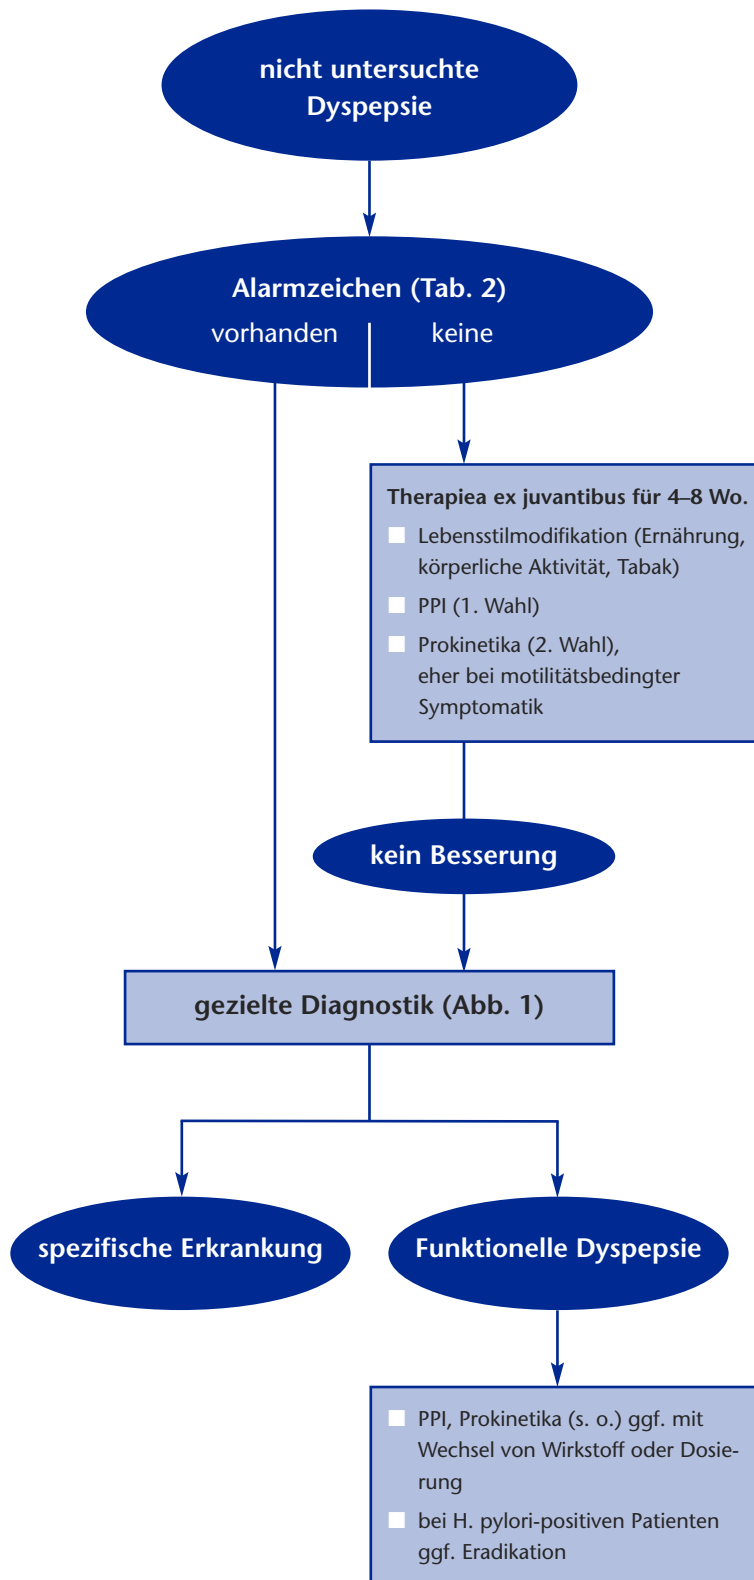 nicht untersuchte
Dyspepsie
Alarmzeichen (Tab. 2)
vorhanden keine
Therapiea ex juvantibus für 4–8 Wo.
Lebensstilmodifikation (Ernährung,
körperliche Aktivität, Tabak)
PPI (1. Wahl)
Prokinetika (2. Wahl),
eher bei motilitätsbedingter
Symptomatik
kein Besserung
gezielte Diagnostik (Abb. 1)
spezifische Erkrankung
Funktionelle Dyspepsie
PPI, Prokinetika (s. o.) ggf. mit
Wechsel von Wirkstoff oder Dosie-
rung
bei H. pylori-positiven Patienten
ggf. Eradikation